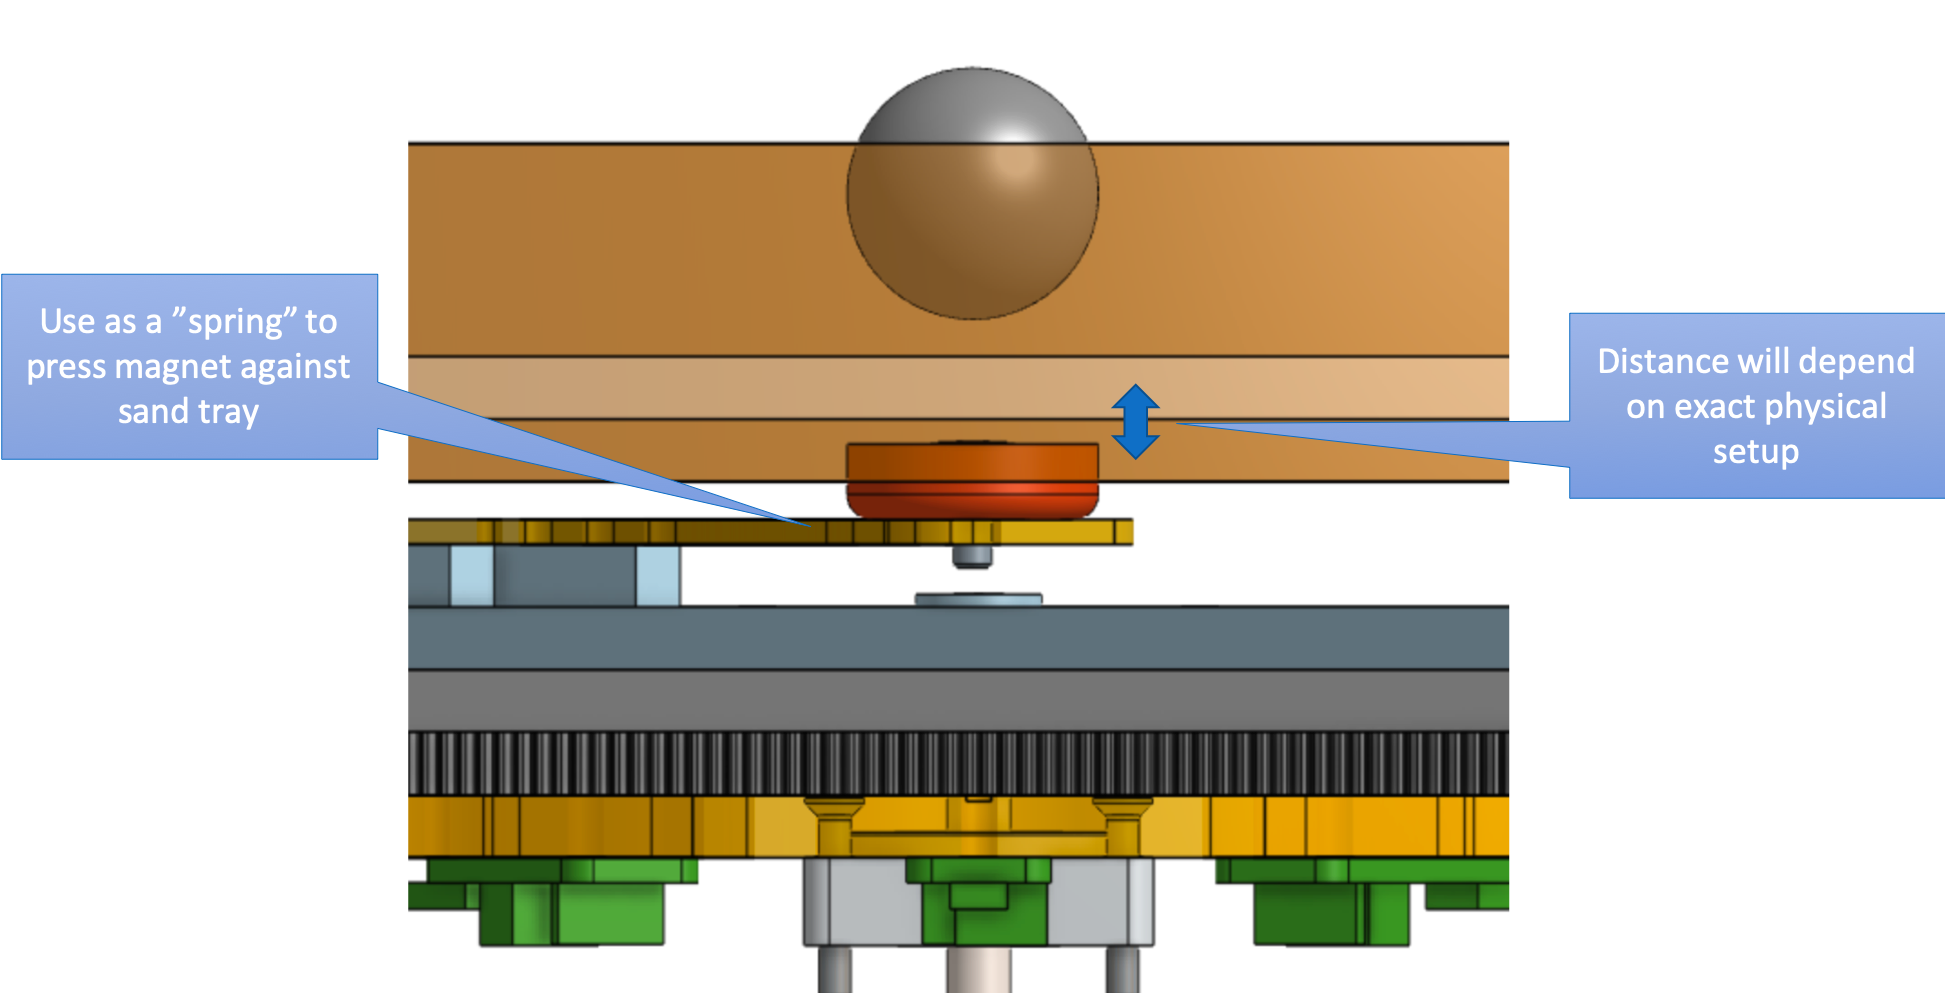 Use as a ”spring” to
press magnet against
sand tray
Distance will depend
on exact physical
setup